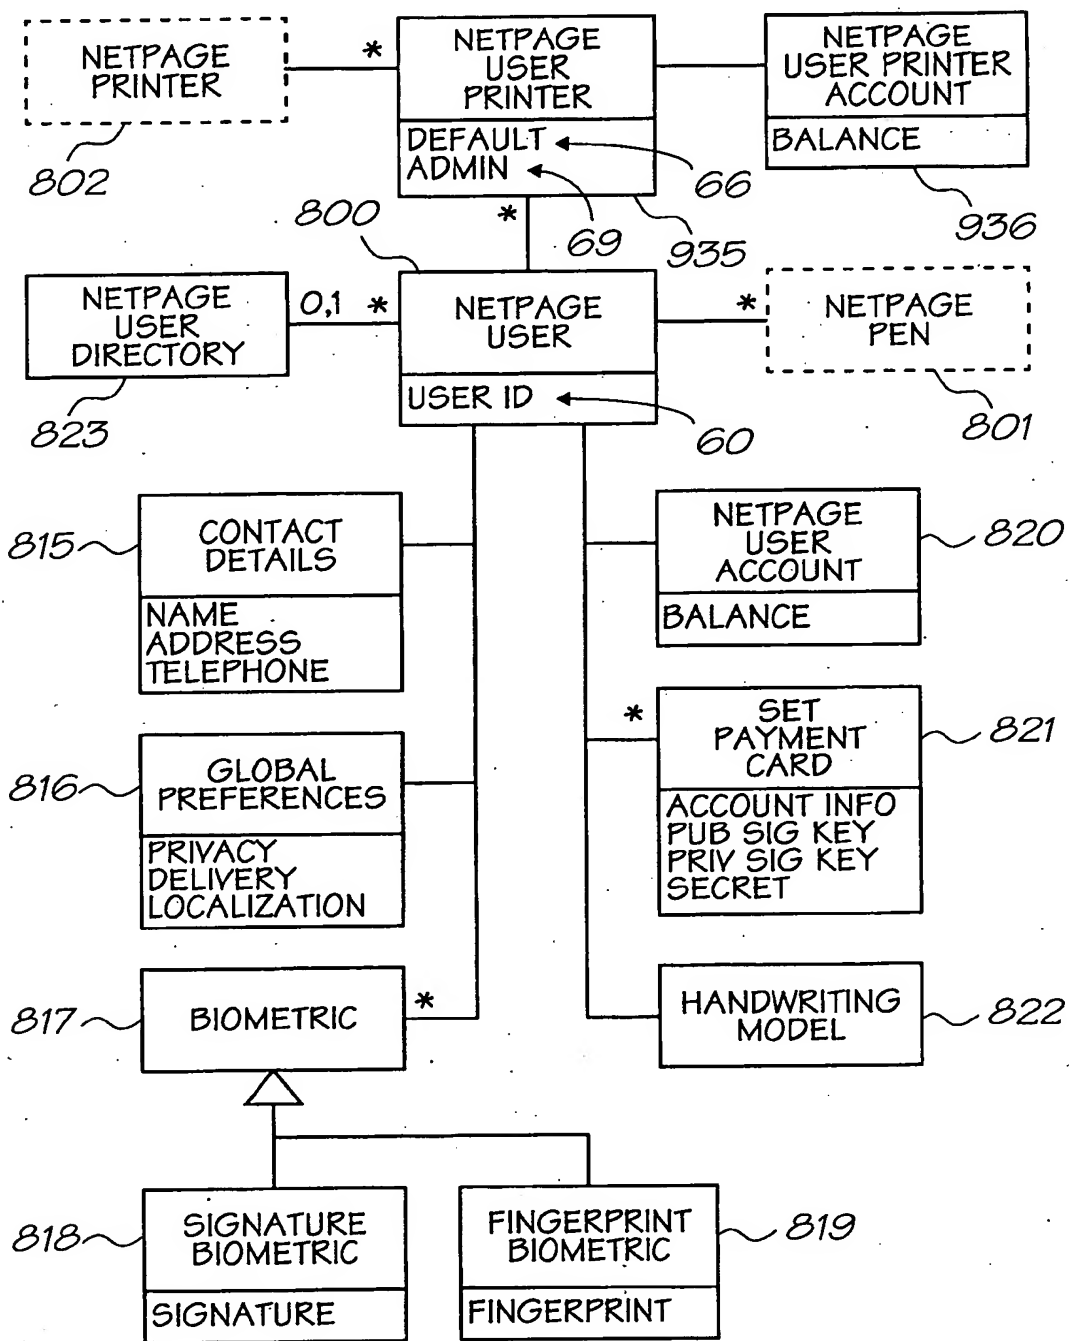 NETPAGE
PRINTER
802
*
NETPAGE
USER
PRINTER
DEFAULT
ADMIN
66
69
935
*
NETPAGE
USER PRINTER
ACCOUNT
BALANCE
936
800
NETPAGE
USER
DIRECTORY
823
0,1 *
NETPAGE
USER
USER ID
60
*
NETPAGE
PEN
801
815
CONTACT
DETAILS
NAME
ADDRESS
TELEPHONE
NETPAGE
USER
ACCOUNT
BALANCE
820
816
GLOBAL
PREFERENCES
PRIVACY
DELIVERY
LOCALIZATION
*
SET
PAYMENT
CARD
ACCOUNT INFO
PUB SIG KEY
PRIV SIG KEY
SECRET
821
817
BIOMETRIC
*
HANDWRITING
MODEL
822
818
SIGNATURE
BIOMETRIC
SIGNATURE
FINGERPRINT
BIOMETRIC
FINGERPRINT
819